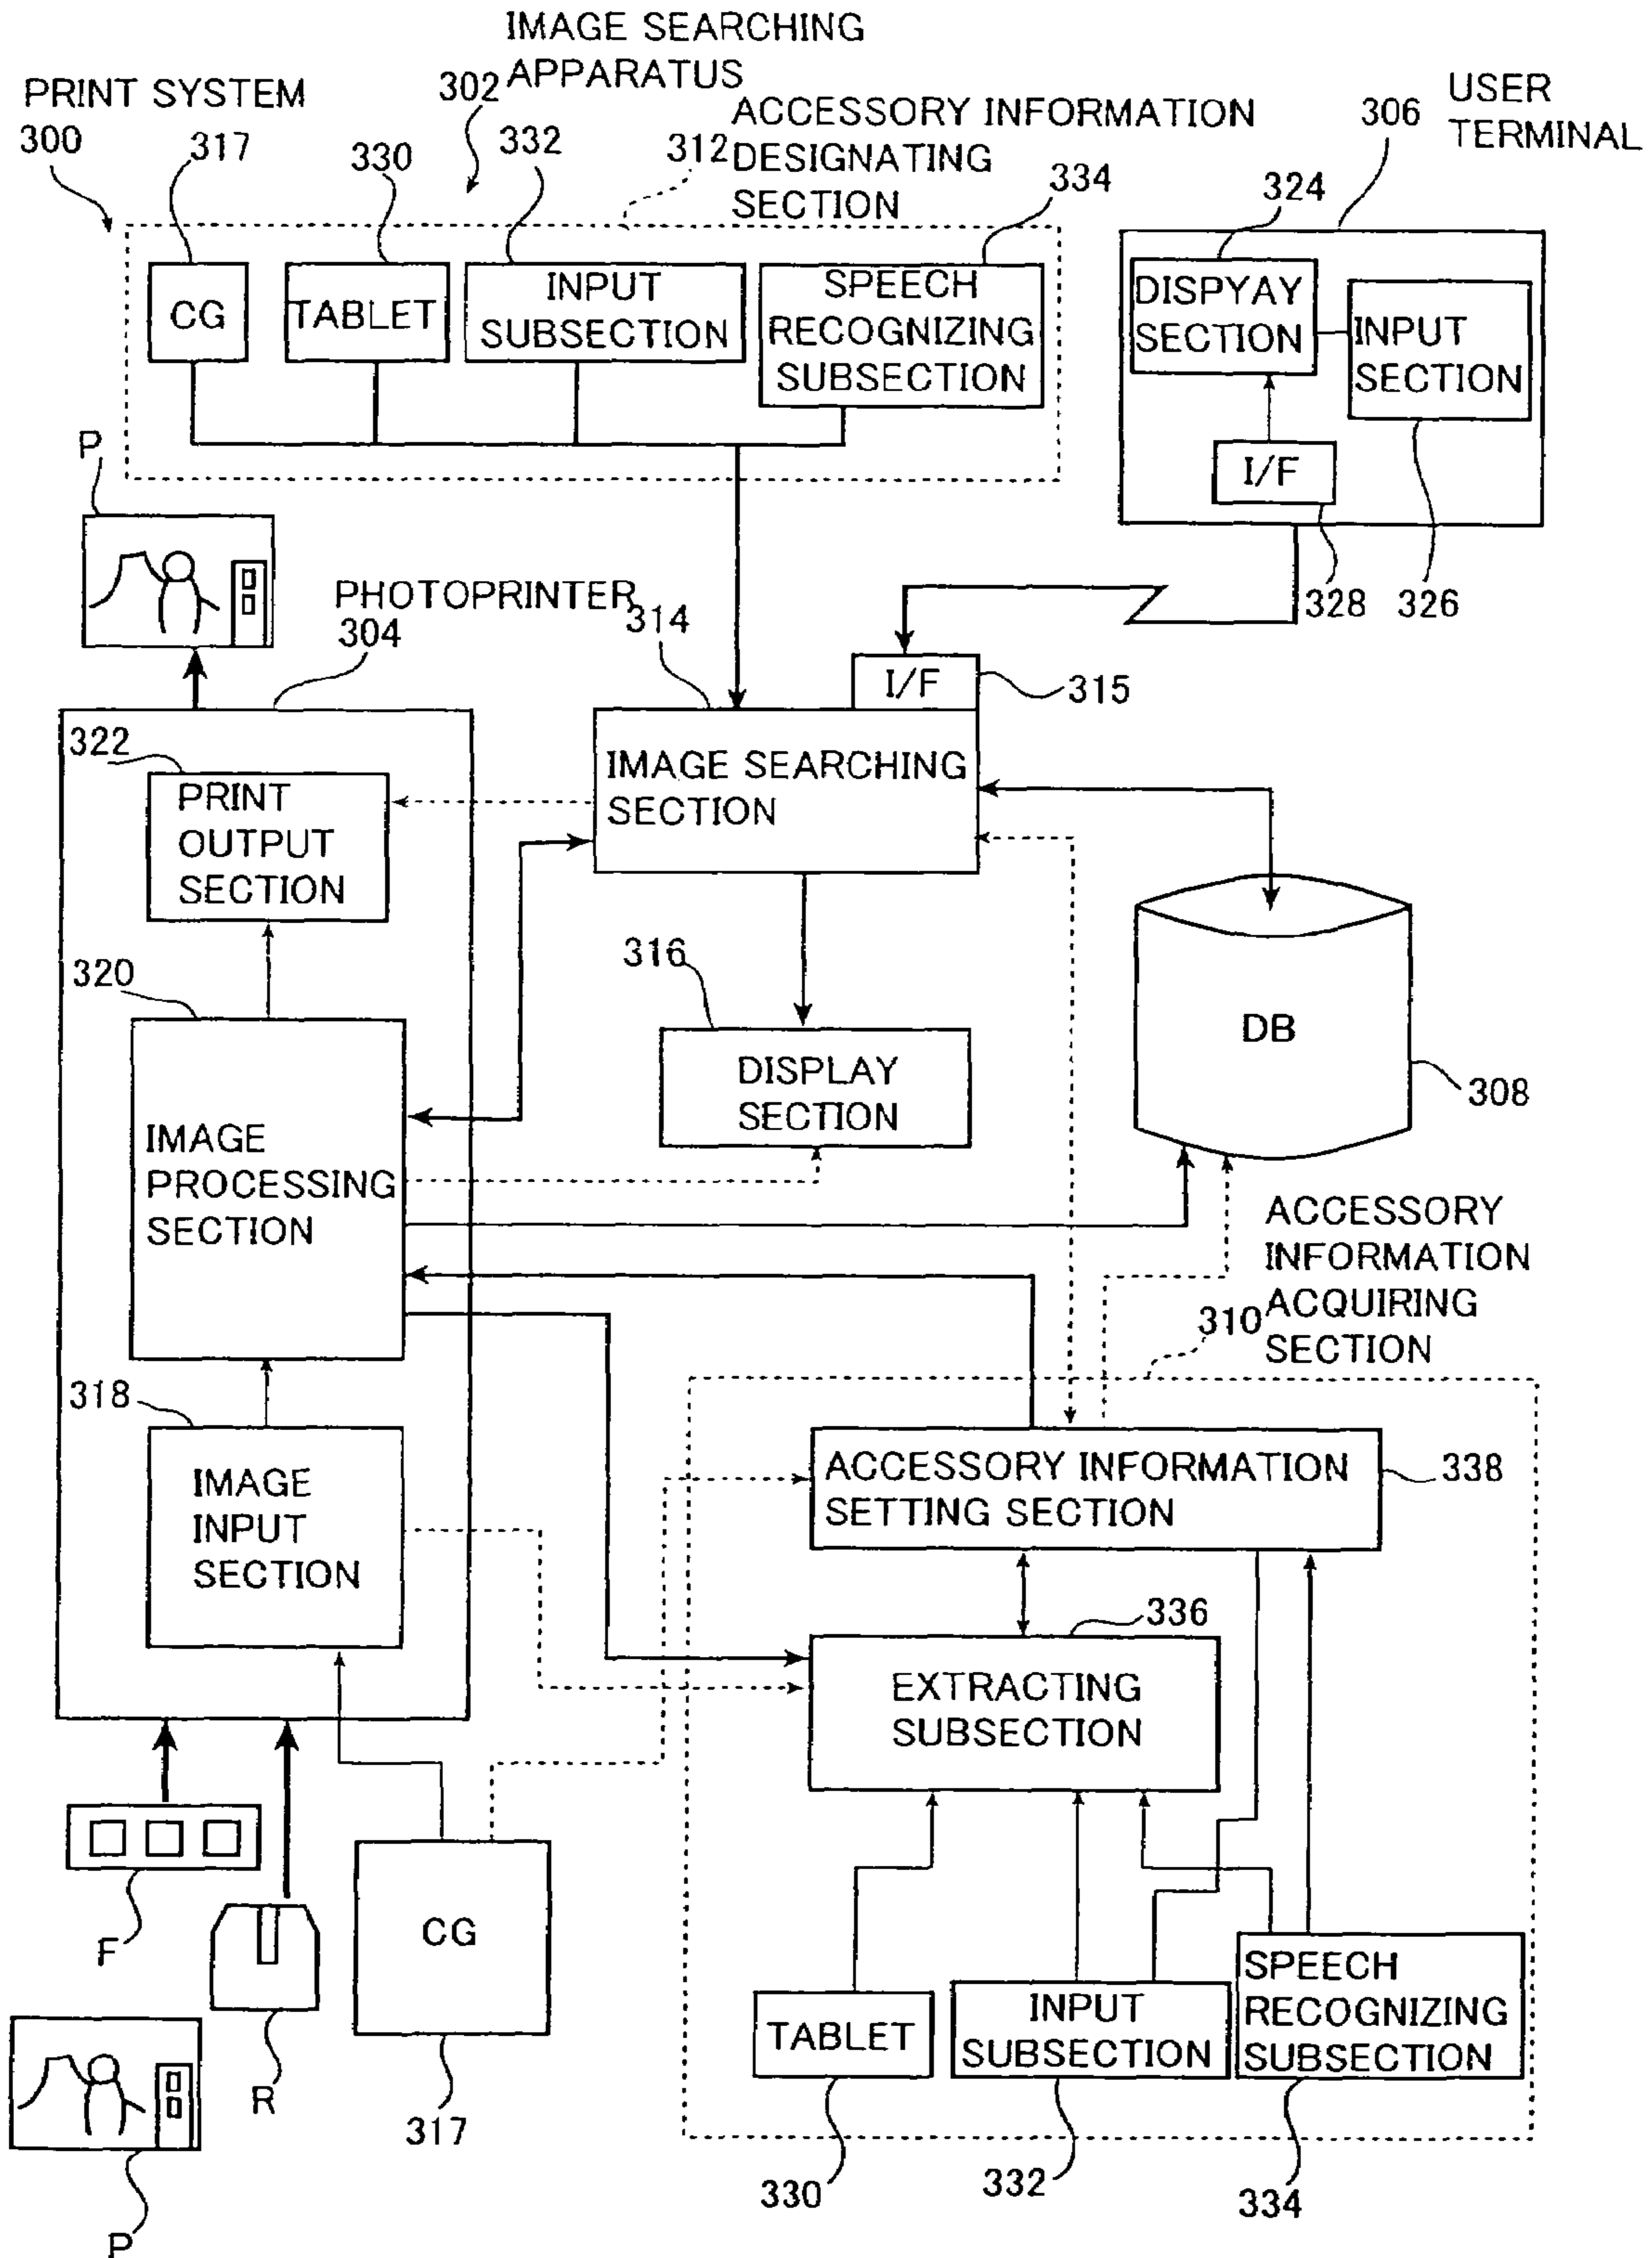 IMAGE SEARCHING
APPARATUS
302
PRINT SYSTEM
300
317
330
332
312
ACCESSORY INFORMATION
DESIGNATING
SECTION
334
306
USER
TERMINAL
324
CG
TABLET
INPUT
SUBSECTION
SPEECH
RECOGNIZING
SUBSECTION
DISPYAY
SECTION
INPUT
SECTION
I/F
328
326
P
PHOTOPRINTER
304
314
I/F
315
322
PRINT
OUTPUT
SECTION
IMAGE SEARCHING
SECTION
320
316
DB
308
DISPLAY
SECTION
IMAGE
PROCESSING
SECTION
ACCESSORY
INFORMATION
ACQUIRING
SECTION
310
318
IMAGE
INPUT
SECTION
ACCESSORY INFORMATION
SETTING SECTION
338
336
EXTRACTING
SUBSECTION
F
R
CG
317
P
TABLET
INPUT
SUBSECTION
SPEECH
RECOGNIZING
SUBSECTION
330
332
334